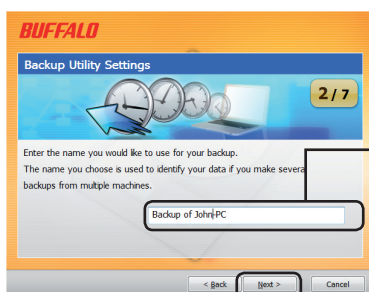 BUFFALO
Backup Utility Settings
2 / 7
Enter the name you would like to use for your backup.
The name you choose is used to identify your data if you make severa
backups from multiple machines.
Backup of John-PC
< Back Next > Cancel